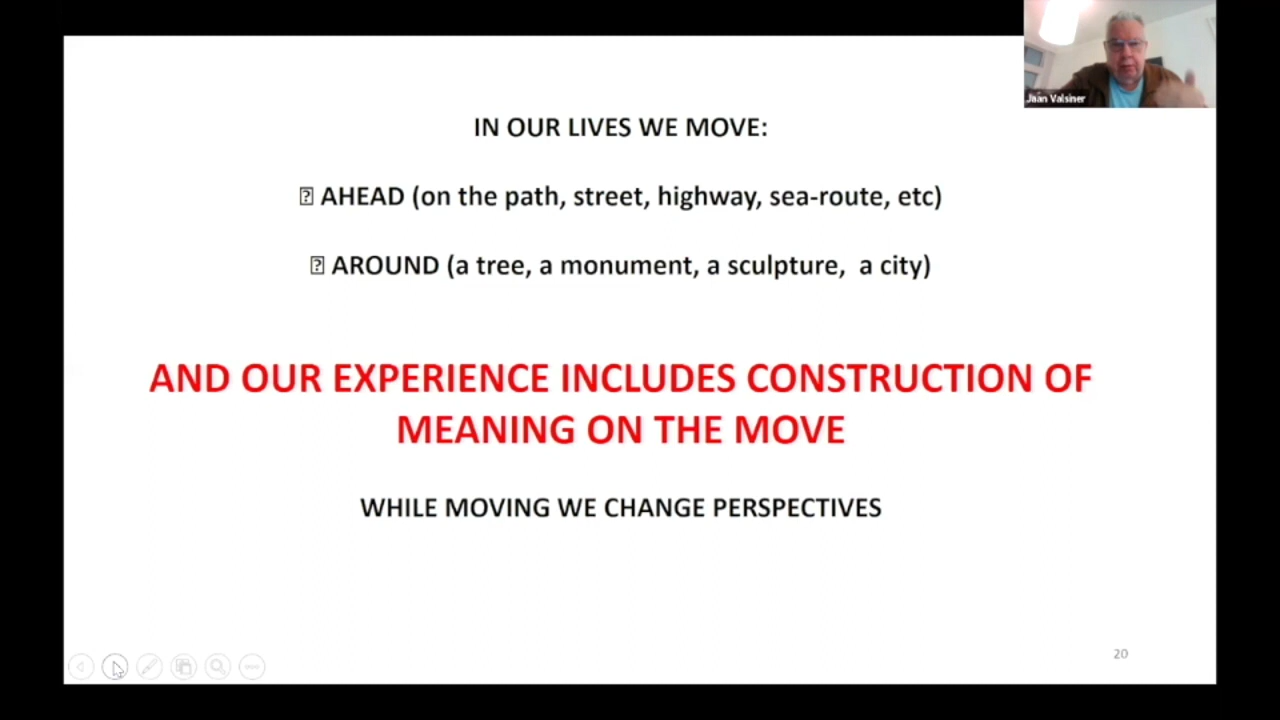 Jaan Valsiner
IN OUR LIVES WE MOVE:
⍰ AHEAD (on the path, street, highway, sea-route, etc)
⍰ AROUND (a tree, a monument, a sculpture,  a city)
AND OUR EXPERIENCE INCLUDES CONSTRUCTION OF
MEANING ON THE MOVE
WHILE MOVING WE CHANGE PERSPECTIVES
20